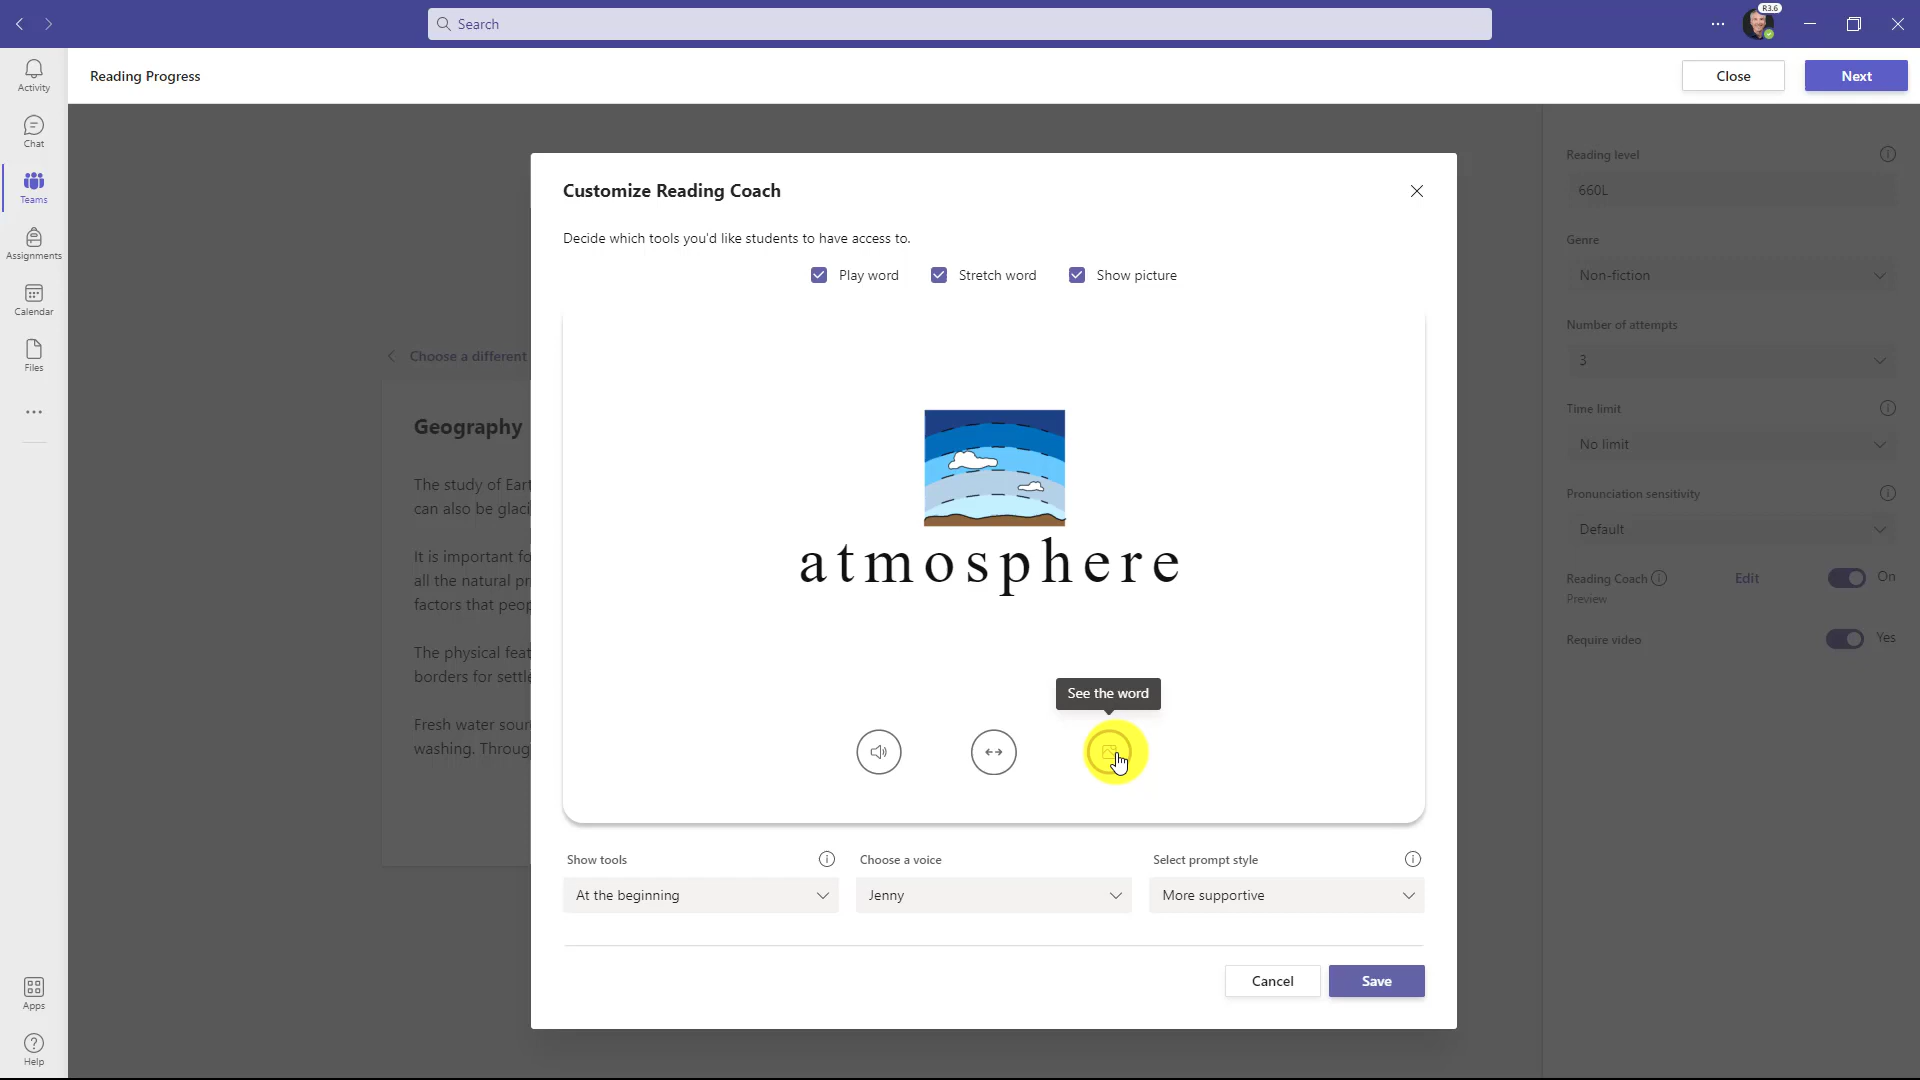 Search
R3.6
Activity
Chat
Teams
Assignments
Calendar
Files
Apps
Help
Reading Progress
Close
Next
Choose a different
Geography
The study of Eart
can also be glaci
It is important fo
all the natural pr
factors that peop
The physical feat
borders for settle
Fresh water sour
washing. Throug
Customize Reading Coach
Decide which tools you'd like students to have access to.
Play word
Stretch word
Show picture
atmosphere
See the word
Show tools
At the beginning
Choose a voice
Jenny
Select prompt style
More supportive
Cancel
Save
Reading level
660L
Genre
Non-fiction
Number of attempts
3
Time limit
No limit
Pronunciation sensitivity
Default
Reading Coach
Edit
On
Preview
Require video
Yes